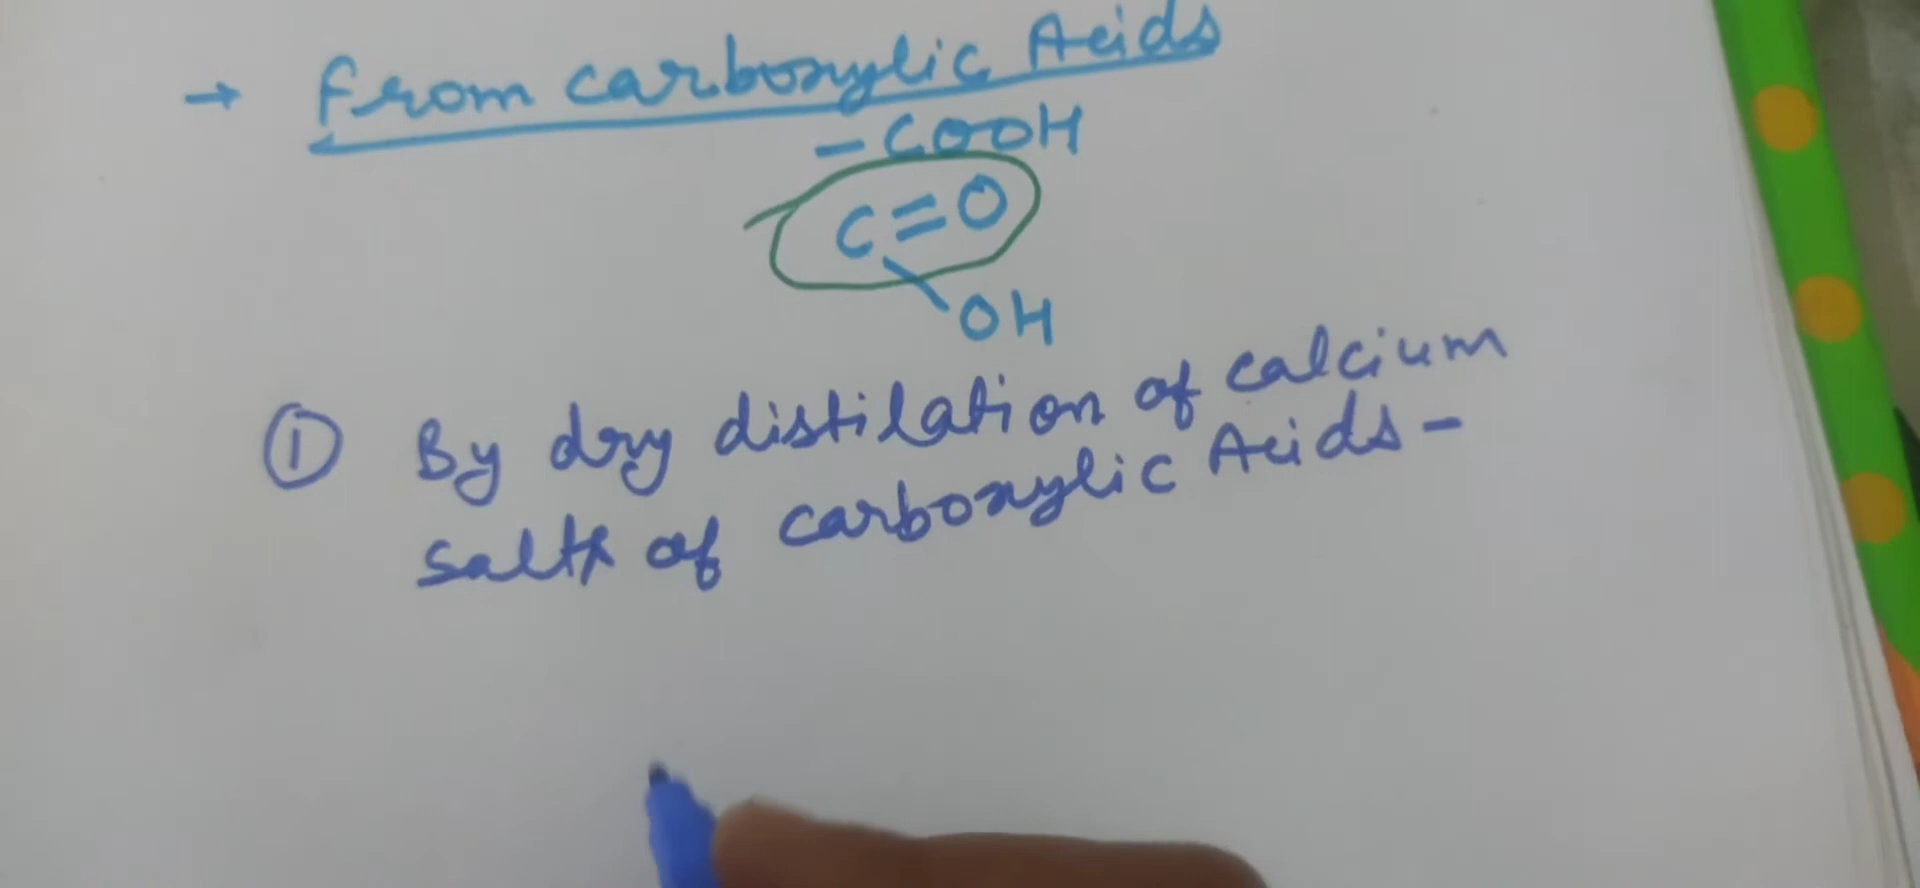 → From carboxylic Acids
-COOH
C=O
OH
① By dry distilation of calcium
salts of carboxylic Acids-